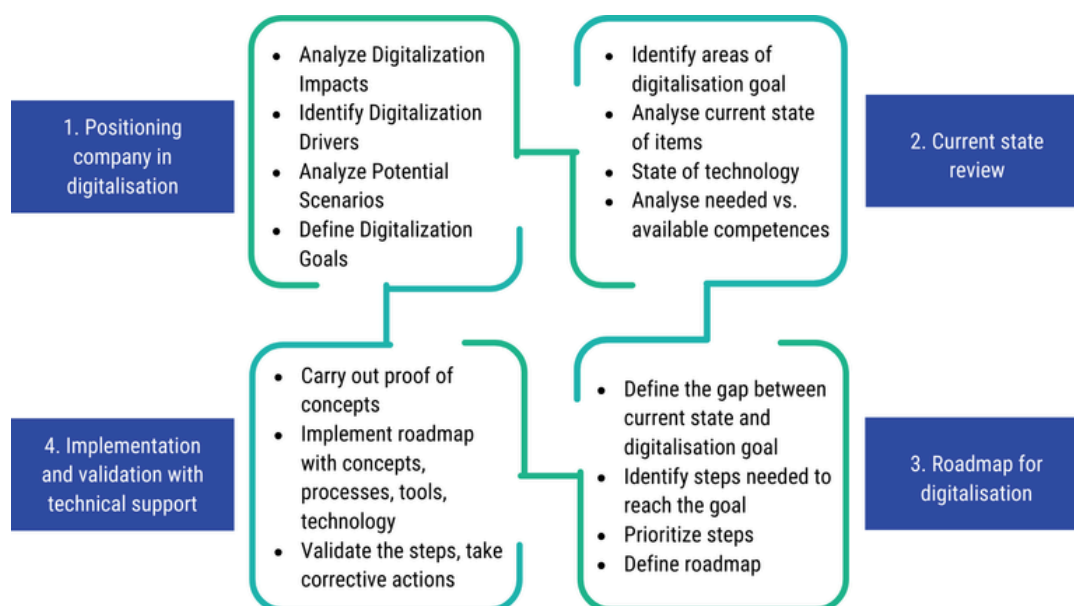 1. Positioning
company in
digitalisation
• Analyze Digitalization
Impacts
• Identify Digitalization
Drivers
• Analyze Potential
Scenarios
• Define Digitalization
Goals
• Identify areas of
digitalisation goal
• Analyse current state
of items
• State of technology
• Analyse needed vs.
available competences
2. Current state
review
4. Implementation
and validation with
technical support
• Carry out proof of
concepts
• Implement roadmap
with concepts,
processes, tools,
technology
• Validate the steps, take
corrective actions
• Define the gap between
current state and
digitalisation goal
• Identify steps needed to
reach the goal
• Prioritize steps
• Define roadmap
3. Roadmap for
digitalisation